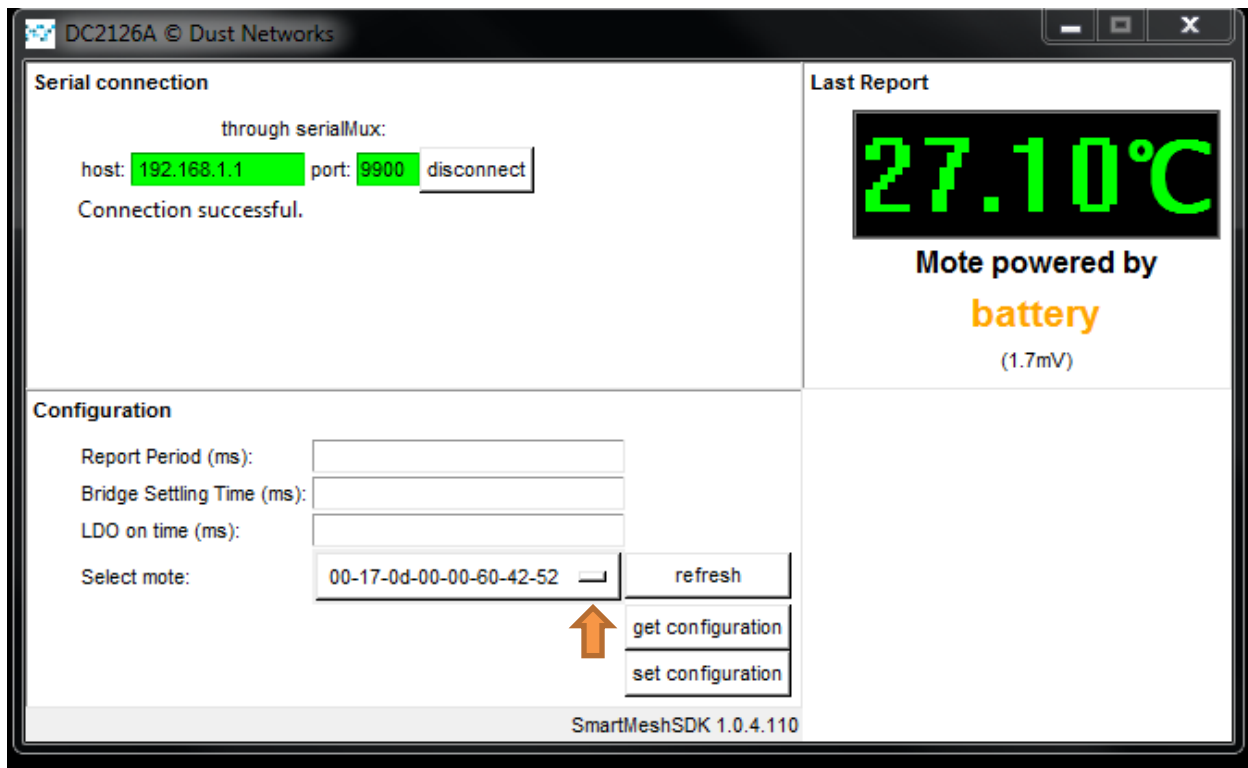 DC2126A © Dust Networks
Serial connection
through serialMux:
host: 192.168.1.1 port: 9900 disconnect
Connection successful.
Last Report
27.10°C
Mote powered by
battery
(1.7mV)
Configuration
Report Period (ms):
Bridge Settling Time (ms):
LDO on time (ms):
Select mote: 00-17-0d-00-00-60-42-52 refresh
get configuration
set configuration
SmartMeshSDK 1.0.4.110